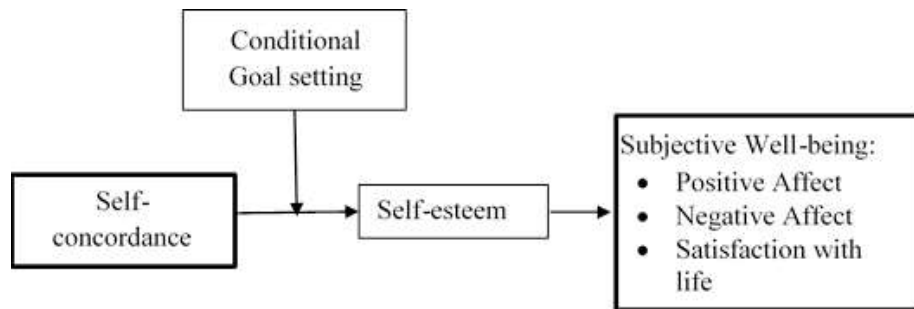 Conditional
Goal setting
Self-
concordance
Self-esteem
Subjective Well-being:
• Positive Affect
• Negative Affect
• Satisfaction with
life